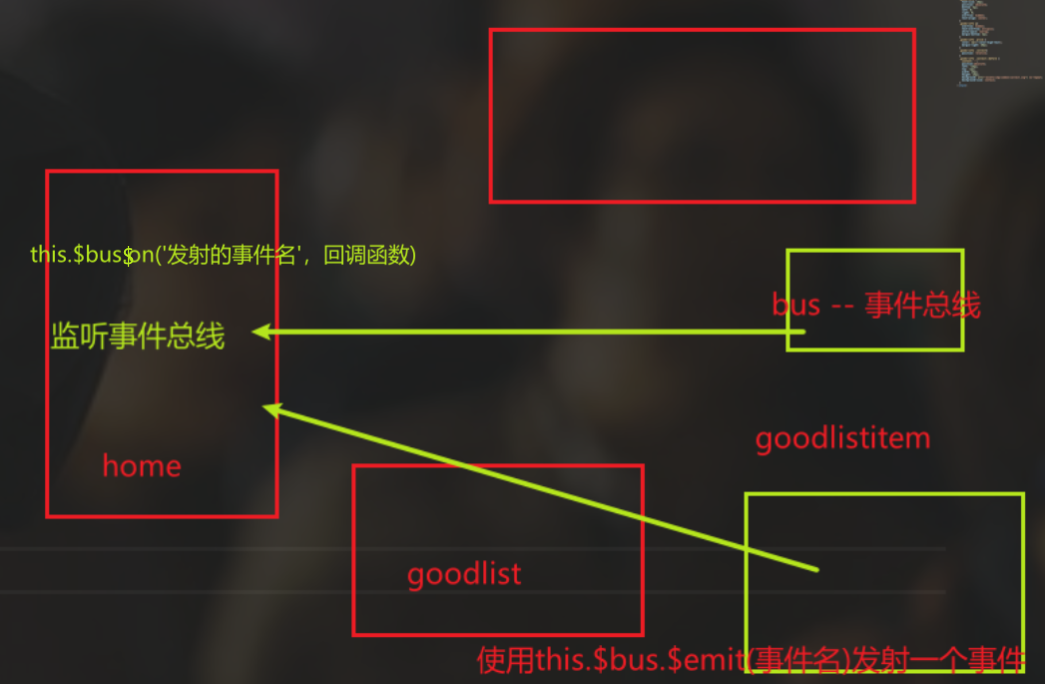 this.$bus$on('发射的事件名'，回调函数)
bus -- 事件总线
监听事件总线
goodlistitem
home
goodlist
使用this.$bus.$emit(事件名)发射一个事件